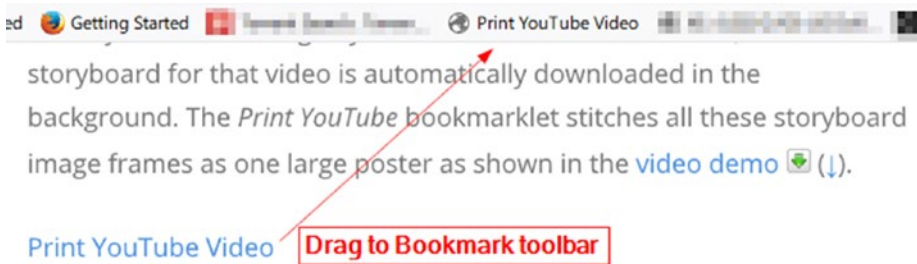 ed Getting Started Print YouTube Video
storyboard for that video is automatically downloaded in the
background. The Print YouTube bookmarklet stitches all these storyboard
image frames as one large poster as shown in the video demo (↓).
Print YouTube Video Drag to Bookmark toolbar